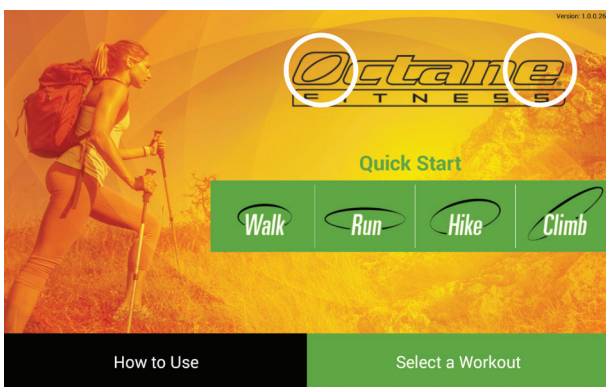 Version: 1.0.0.26
Octane
FITNESS
Quick Start
Walk Run Hike Climb
How to Use Select a Workout